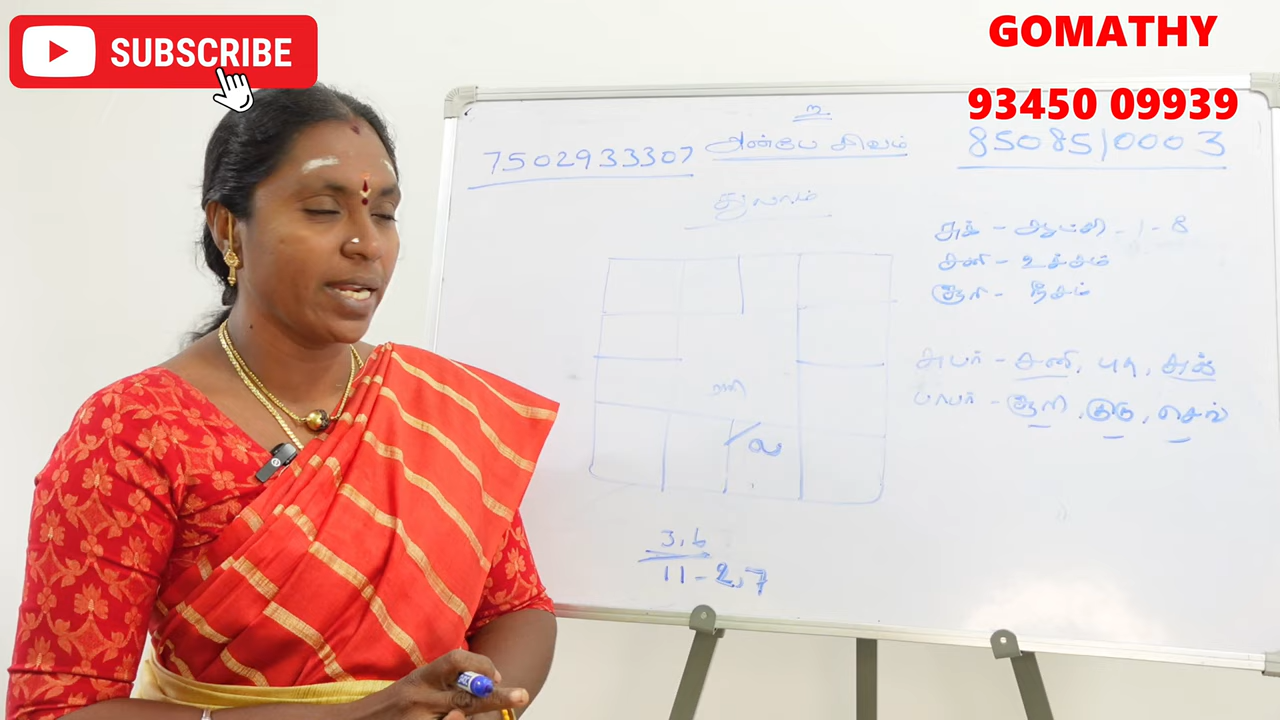 SUBSCRIBE
GOMATHY
93450 09939
உ
7502933307
அன்பே சிவம்
8508510003
துலாம்
சுக் - ஆட்சி - 1 - 8
சனி - உச்சம்
சூரி - நீசம்
சுபர் - சனி, புத, சுக்
பாபர் - சூரி, குரு, செவ்
ராசி
ல
3, 6
11 - 2, 7